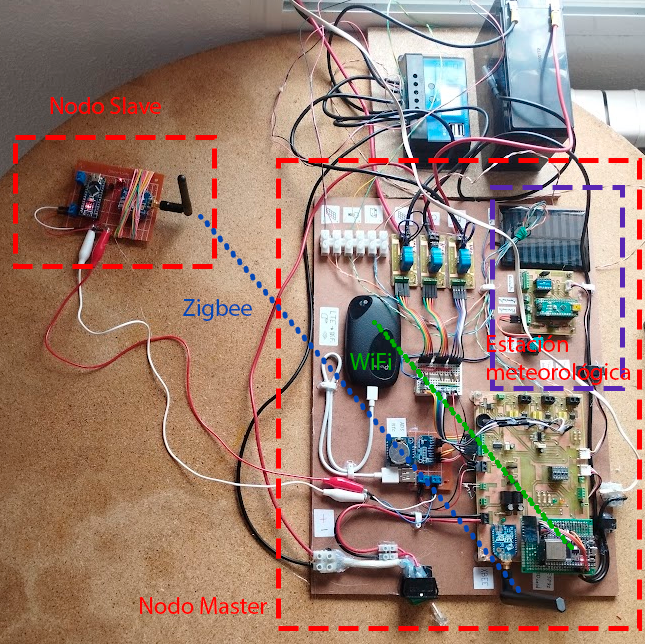 Nodo Slave
Zigbee
WiFi
Estación
meteorológica
Nodo Master